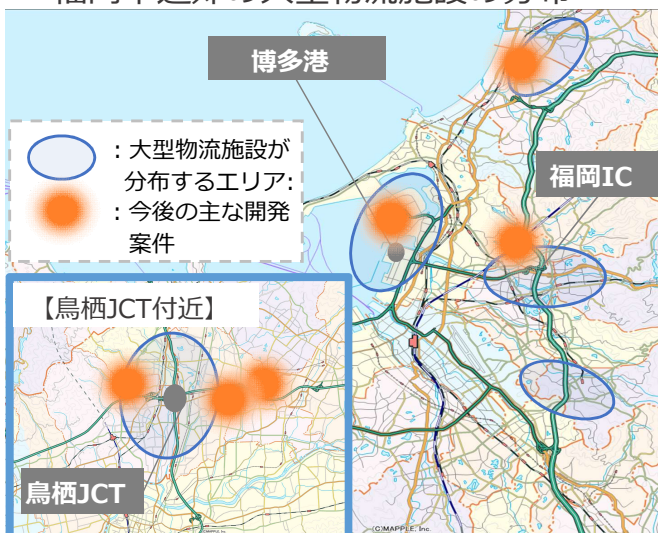 博多港
：大型物流施設が
分布するエリア：
：今後の主な開発
案件
福岡IC
【鳥栖JCT付近】
鳥栖JCT
(C)MAPPLE, Inc.